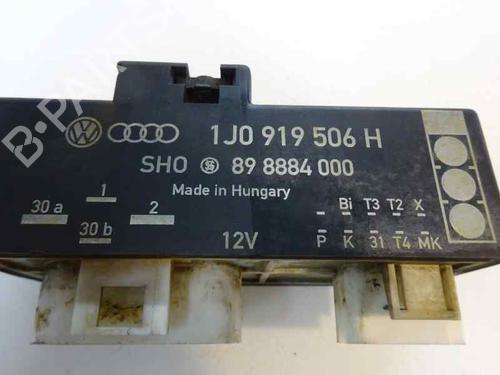 1J0 919 506 H
SHO 89 8884 000
Made in Hungary
30 a 1 2
30 b
12V
Bi T3 T2 X
P K 31 T4 MK